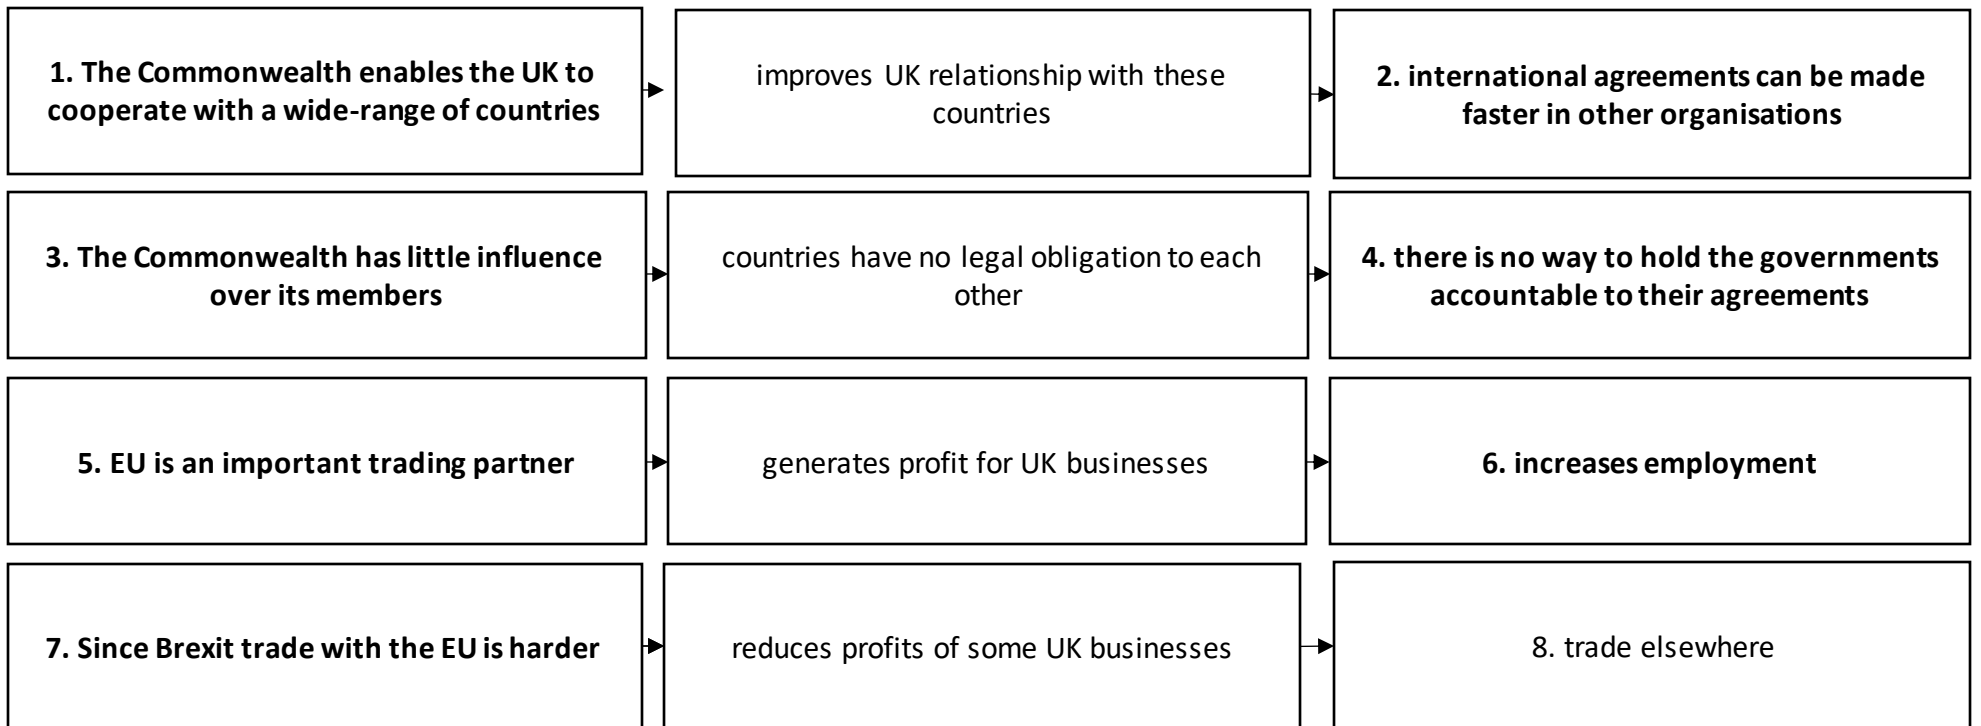 1. The Commonwealth enables the UK to
cooperate with a wide-range of countries
improves UK relationship with these
countries
2. international agreements can be made
faster in other organisations
3. The Commonwealth has little influence
over its members
countries have no legal obligation to each
other
4. there is no way to hold the governments
accountable to their agreements
5. EU is an important trading partner
generates profit for UK businesses
6. increases employment
7. Since Brexit trade with the EU is harder
reduces profits of some UK businesses
8. trade elsewhere